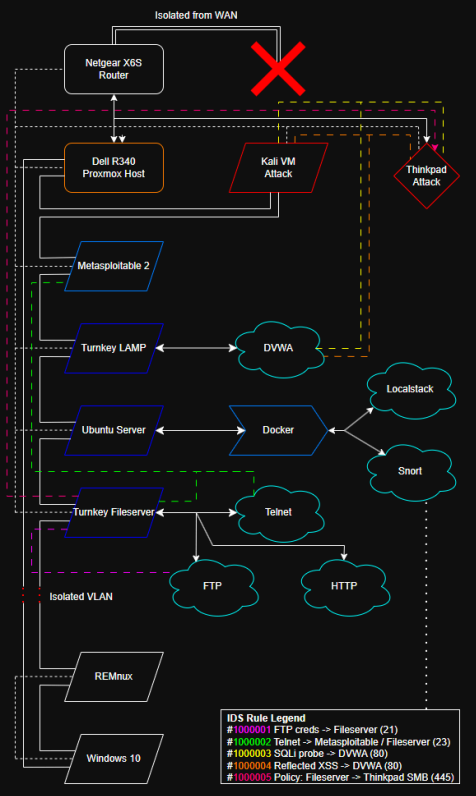 Isolated from WAN
Netgear X6S
Router
Dell R340
Proxmox Host
Kali VM
Attack
Thinkpad
Attack
Metasploitable 2
Turnkey LAMP
DVWA
Localstack
Ubuntu Server
Docker
Snort
Turnkey Fileserver
Telnet
FTP
HTTP
Isolated VLAN
REMnux
Windows 10
IDS Rule Legend
#1000001 FTP creds -> Fileserver (21)
#1000002 Telnet -> Metasploitable / Fileserver (23)
#1000003 SQLi probe -> DVWA (80)
#1000004 Reflected XSS -> DVWA (80)
#1000005 Policy: Fileserver -> Thinkpad SMB (445)